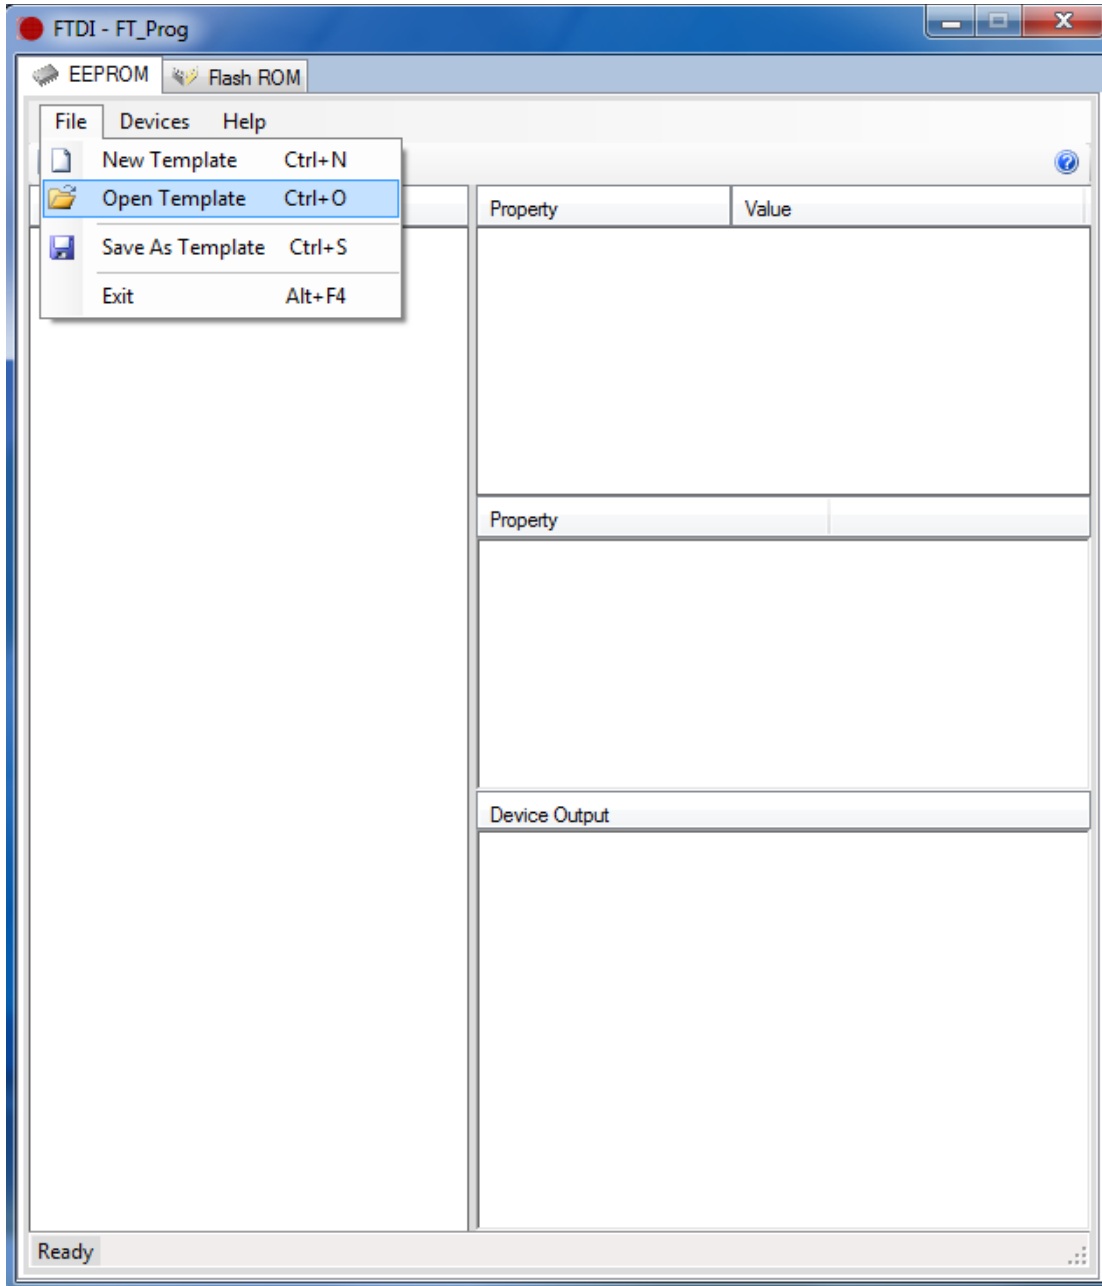 FTDI - FT_Prog
EEPROM Flash ROM
File Devices Help
New Template Ctrl+N
Open Template Ctrl+O
Save As Template Ctrl+S
Exit Alt+F4
Property Value
Property
Device Output
Ready